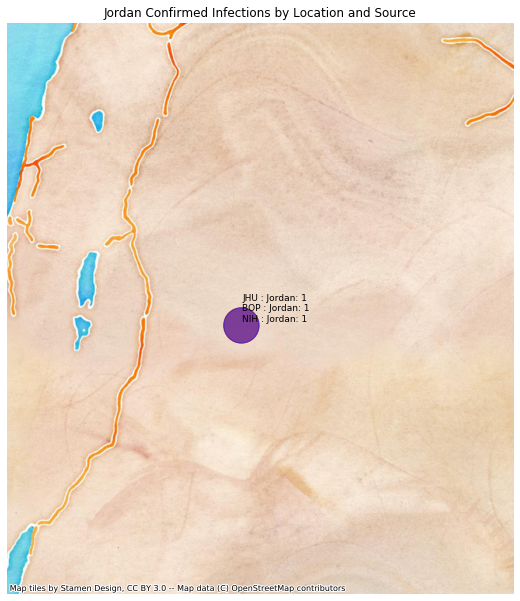 Jordan Confirmed Infections by Location and Source
JHU : Jordan: 1
BOP : Jordan: 1
NIH : Jordan: 1
Map tiles by Stamen Design, CC BY 3.0 -- Map data (C) OpenStreetMap contributors